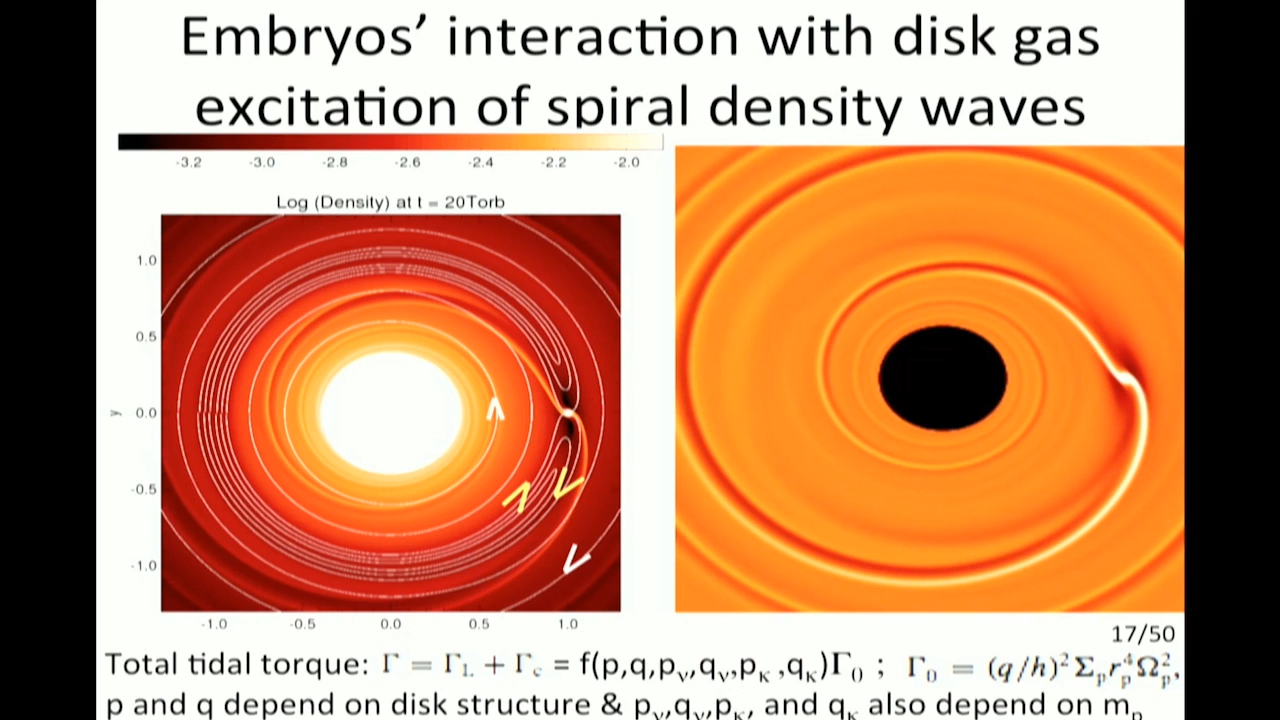 Embryos' interaction with disk gas
excitation of spiral density waves
-3.2 -3.0 -2.8 -2.6 -2.4 -2.2 -2.0
Log (Density) at t = 20Torb
1.0
0.5
y 0.0
-0.5
-1.0
-1.0 -0.5 0.0 0.5 1.0
17/50
Total tidal torque: Γ = Γ_L + Γ_c = f(p,q,p_ν,q_ν,p_κ,q_κ)Γ_0 ; Γ_0 = (q/h)^2 Σ_p r_p^4 Ω_p^2,
p and q depend on disk structure & p_ν,q_ν,p_κ, and q_κ also depend on m_p